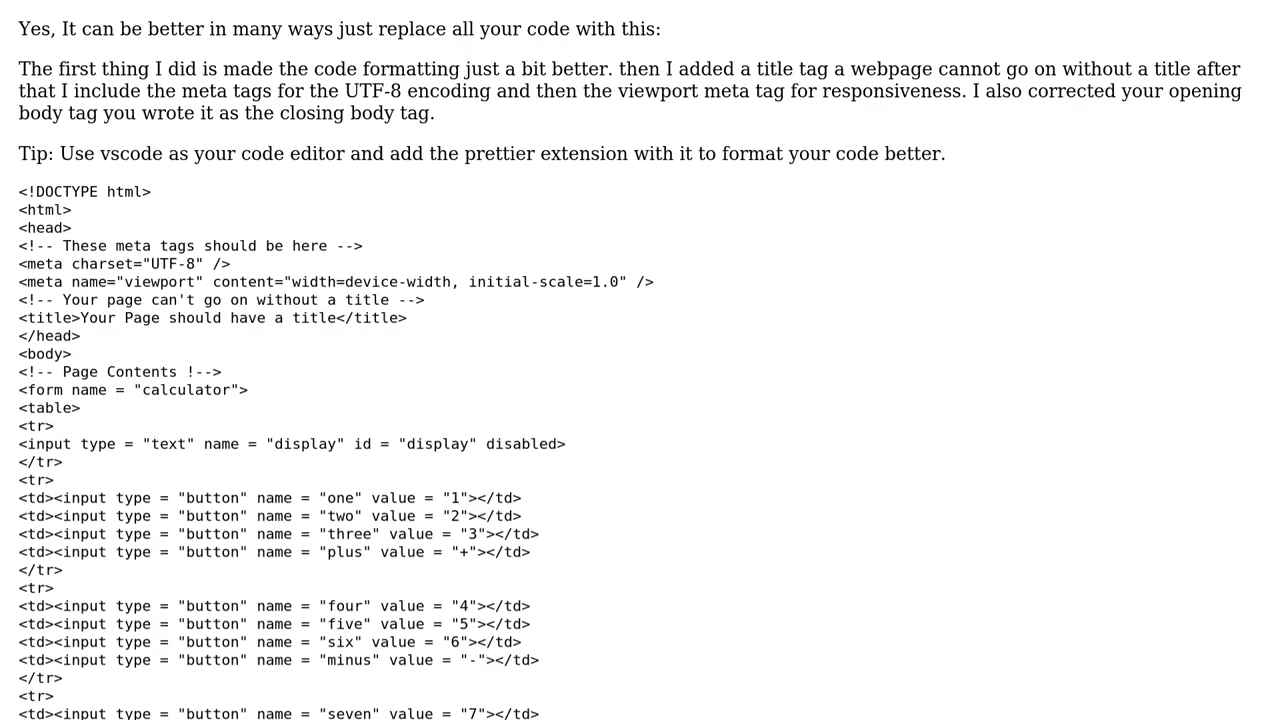 Yes, It can be better in many ways just replace all your code with this:
The first thing I did is made the code formatting just a bit better. then I added a title tag a webpage cannot go on without a title after
that I include the meta tags for the UTF-8 encoding and then the viewport meta tag for responsiveness. I also corrected your opening
body tag you wrote it as the closing body tag.
Tip: Use vscode as your code editor and add the prettier extension with it to format your code better.
<!DOCTYPE html>
<html>
<head>
<!-- These meta tags should be here -->
<meta charset="UTF-8" />
<meta name="viewport" content="width=device-width, initial-scale=1.0" />
<!-- Your page can't go on without a title -->
<title>Your Page should have a title</title>
</head>
<body>
<!-- Page Contents !-->
<form name = "calculator">
<table>
<tr>
<input type = "text" name = "display" id = "display" disabled>
</tr>
<tr>
<td><input type = "button" name = "one" value = "1"></td>
<td><input type = "button" name = "two" value = "2"></td>
<td><input type = "button" name = "three" value = "3"></td>
<td><input type = "button" name = "plus" value = "+"></td>
</tr>
<tr>
<td><input type = "button" name = "four" value = "4"></td>
<td><input type = "button" name = "five" value = "5"></td>
<td><input type = "button" name = "six" value = "6"></td>
<td><input type = "button" name = "minus" value = "-"></td>
</tr>
<tr>
<td><input type = "button" name = "seven" value = "7"></td>